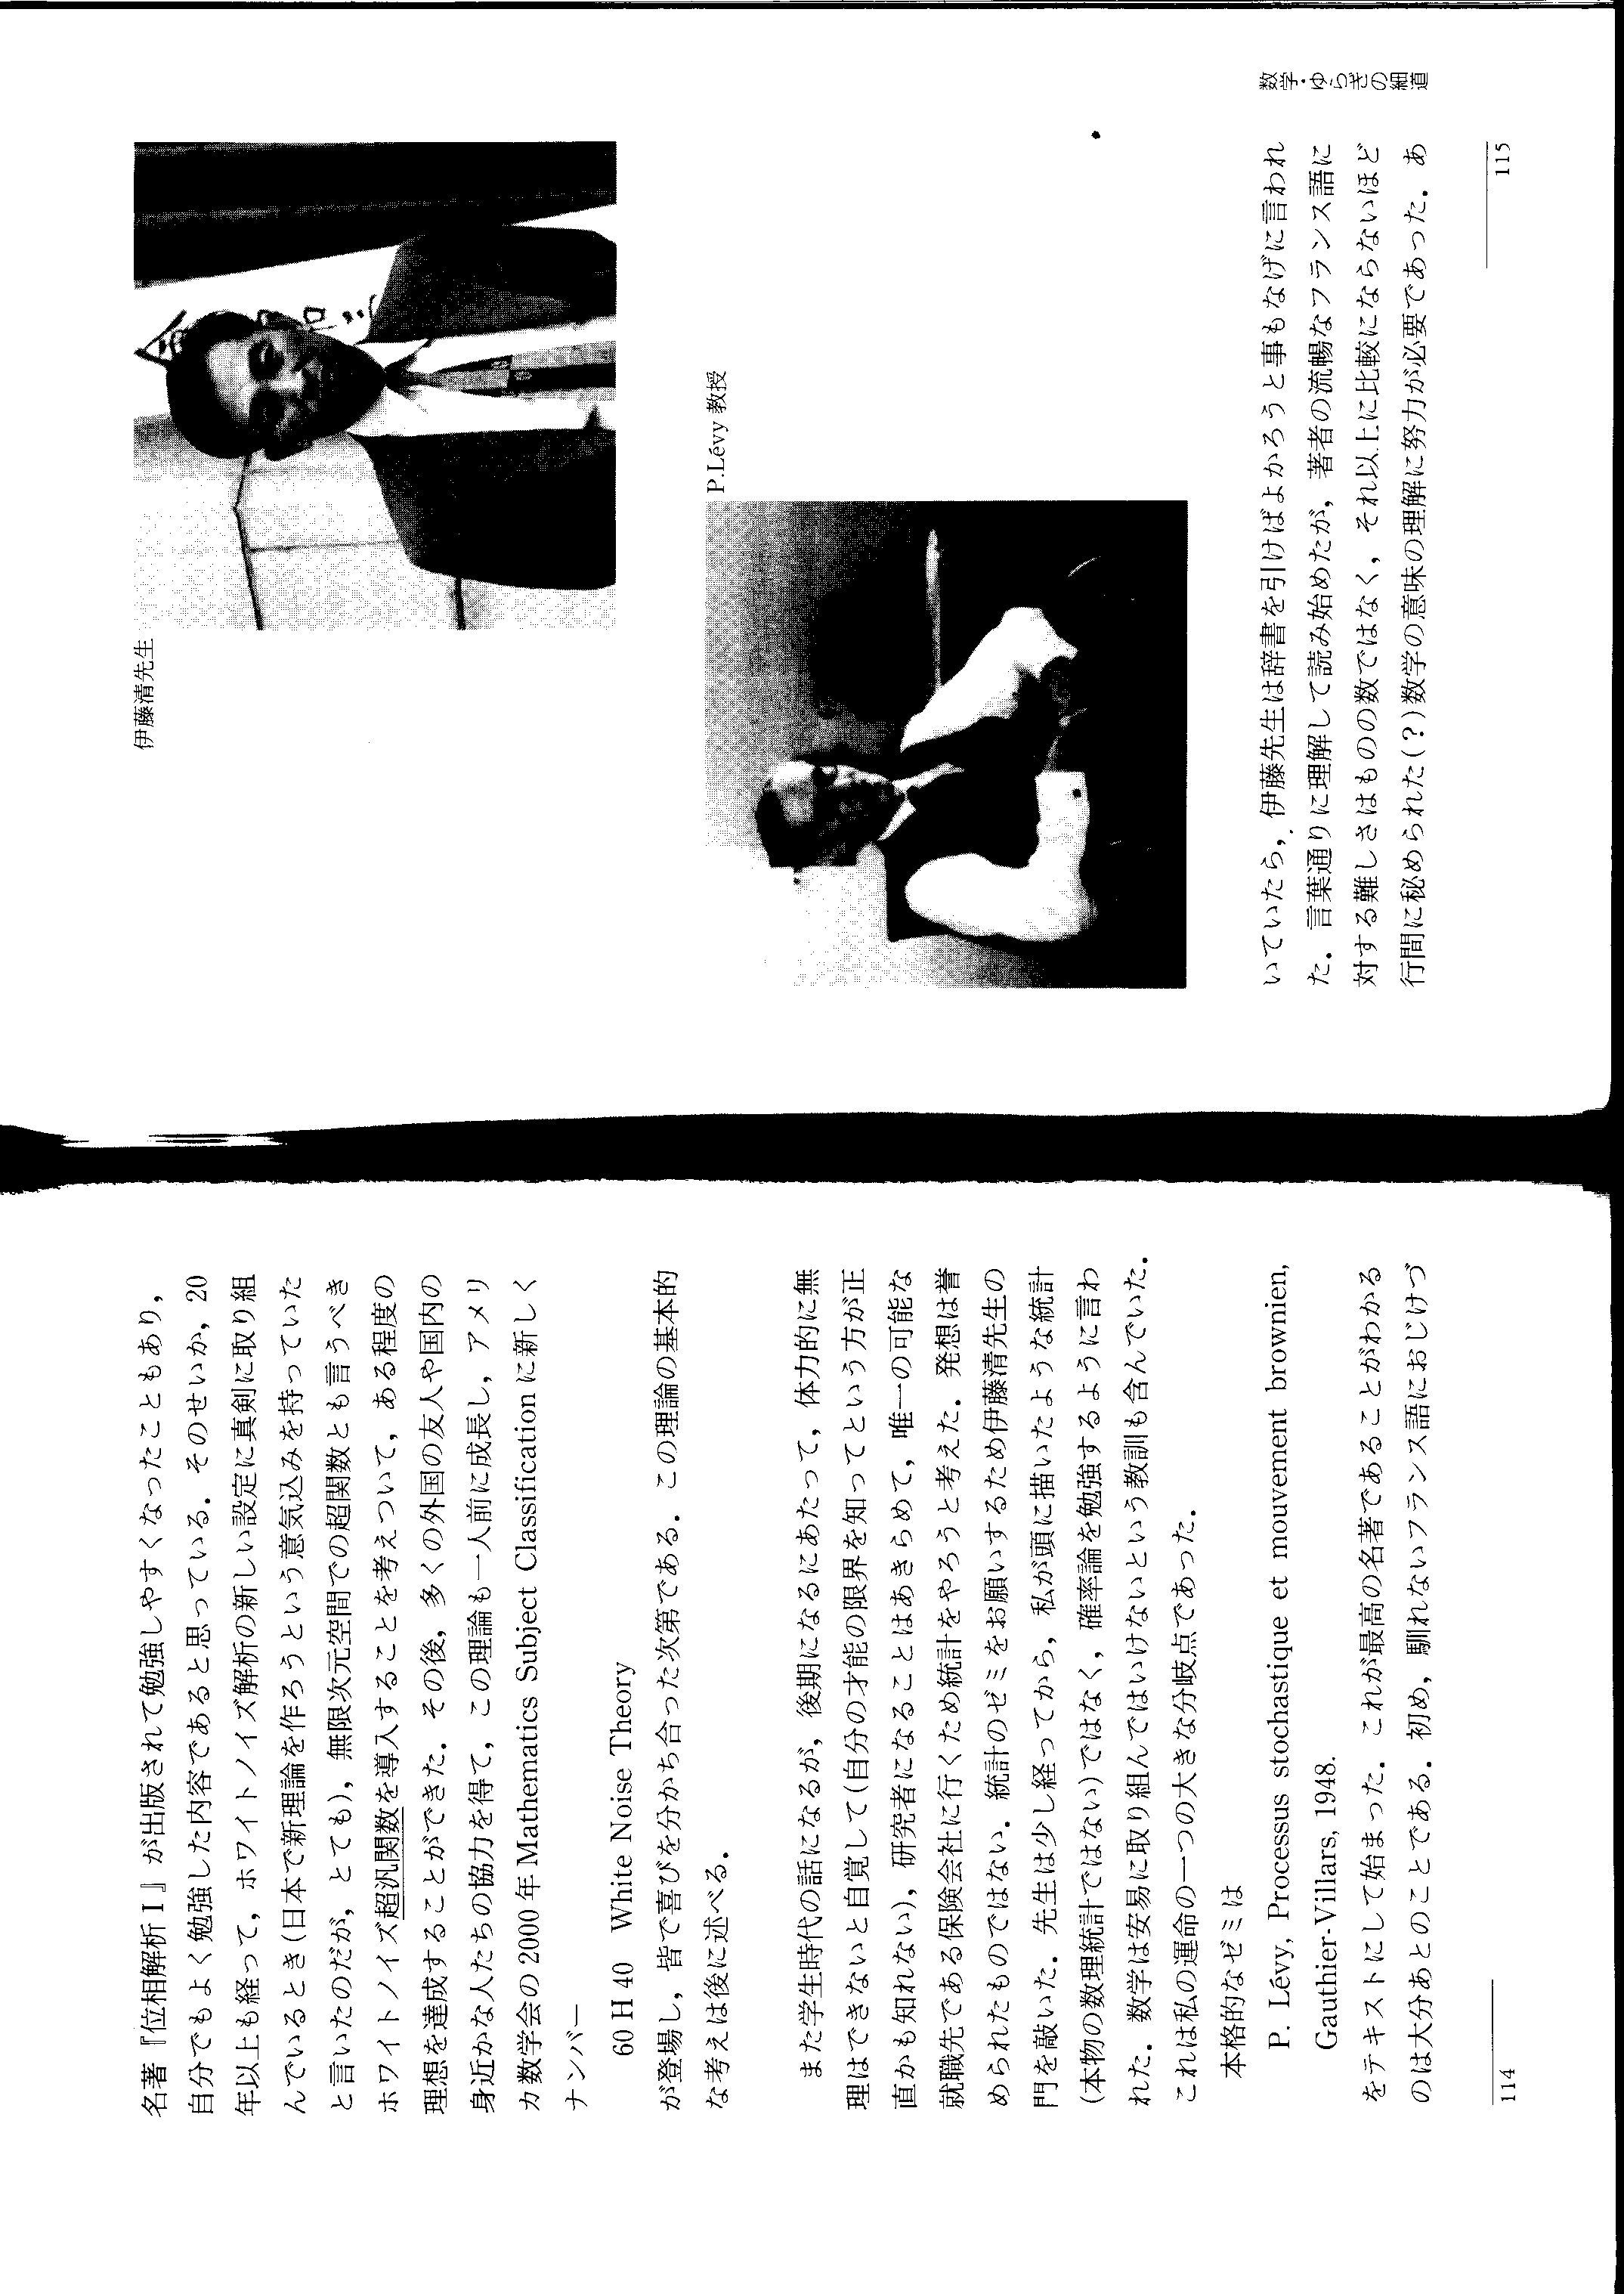 名著『位相解析 I 』が出版されて勉強しやすくなったこともあり，
自分でもよく勉強した内容であると思っている．そのせいか，20
年以上も経って，ホワイトノイズ解析の新しい設定に真剣に取り組
んでいるとき(日本で新理論を作ろうという意気込みを持っていた
と言いたのだが，とても)，無限次元空間での超関数とも言うべき
ホワイトノイズ超汎関数を導入することを考えついて，ある程度の
理想を達成することができた．その後，多くの外国の友人や国内の
身近かな人たちの協力を得て，この理論も一人前に成長し，アメリ
カ数学会の 2000 年 Mathematics Subject Classification に新しく
ナンバー
60 H 40 White Noise Theory
が登場し，皆で喜びを分かち合った次第である．この理論の基本的
な考えは後に述べる．
また学生時代の話になるが，後期になるにあたって，体力的に無
理はできないと自覚して(自分の才能の限界を知ってという方が正
直かも知れない)，研究者になることはあきらめて，唯一の可能な
就職先である保険会社に行くため統計をやろうと考えた．発想は誉
められたものではない．統計のゼミをお願いするため伊藤清先生の
門を敲いた．先生は少し経ってから，私が頭に描いたような統計
(本物の数理統計ではない)ではなく，確率論を勉強するように言わ
れた．数学は安易に取り組んではいけないという教訓も含んでいた．
これは私の運命の一つの大きな分岐点であった．
本格的なゼミは
P. Lévy, Processus stochastique et mouvement brownien,
Gauthier-Villars, 1948.
をテキストにして始まった．これが最高の名著であることがわかる
のは大分あとのことである．初め，馴れないフランス語におじけづ
114
伊藤清先生
P.Lévy 教授
いていたら，伊藤先生は辞書を引けばよかろうと事もなげに言われ
た．言葉通りに理解して読み始めたが，著者の流暢なフランス語に
対する難しさはものの数ではなく，それ以上に比較にならないほど
行間に秘められた(？)数学の意味の理解に努力が必要であった．あ
数学・ゆらぎの細道
115